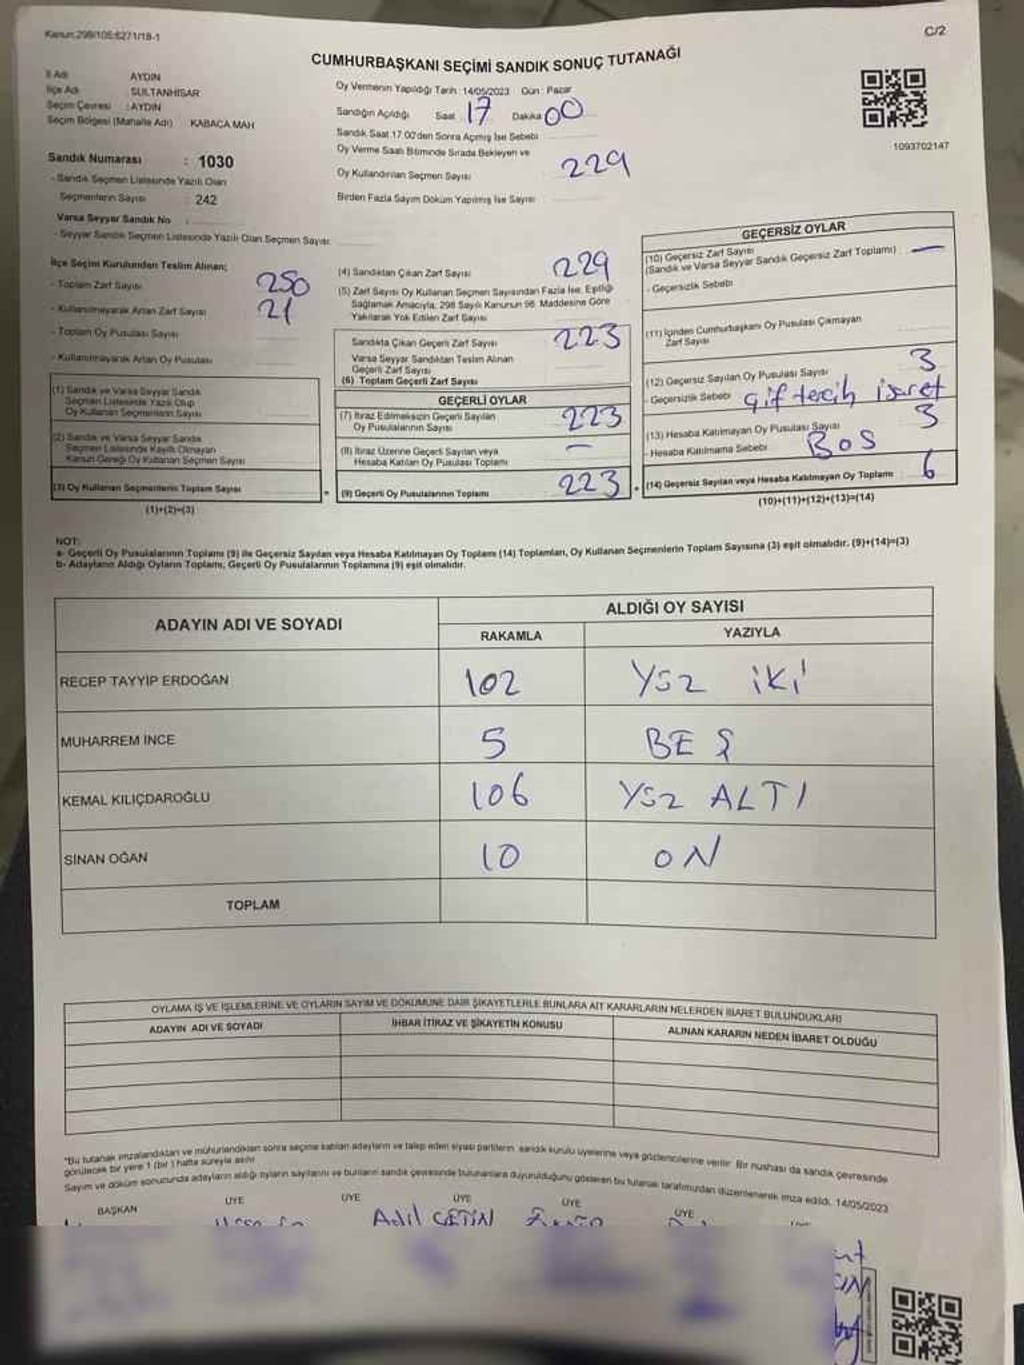 Kanun:298/105:6271/18-1
C/2
CUMHURBAŞKANI SEÇİMİ SANDIK SONUÇ TUTANAĞI
İl Adı AYDIN
İlçe Adı SULTANHİSAR
Seçim Çevresi : AYDIN
Seçim Bölgesi (Mahalle Adı) KABACA MAH
Sandık Numarası : 1030
- Sandık Seçmen Listesinde Yazılı Olan
Seçmenlerin Sayısı : 242
Varsa Seyyar Sandık No :
- Seyyar Sandık Seçmen Listesinde Yazılı Olan Seçmen Sayısı:
Oy Vermenin Yapıldığı Tarih: 14/05/2023 Gün: Pazar
Sandığın Açıldığı Saat 17 Dakika 00
Sandık Saat 17.00'den Sonra Açmış İse Sebebi
Oy Verme Saati Bitiminde Sırada Bekleyen ve
Oy Kullandırılan Seçmen Sayısı 229
Birden Fazla Sayım Döküm Yapılmış İse Sayısı
1093702147
İlçe Seçim Kurulundan Teslim Alınan;
- Toplam Zarf Sayısı 250
- Kullanılmayarak Artan Zarf Sayısı 21
- Toplam Oy Pusulası Sayısı
- Kullanılmayarak Artan Oy Pusulası
(1) Sandık ve Varsa Seyyar Sandık
Seçmen Listesinde Yazılı Olup
Oy Kullanan Seçmenlerin Sayısı
(2) Sandık ve Varsa Seyyar Sandık
Seçmen Listesinde Kayıtlı Olmayan
Kanun Gereği Oy Kullanan Seçmen Sayısı
(3) Oy Kullanan Seçmenlerin Toplam Sayısı
(1)+(2)=(3)
(4) Sandıktan Çıkan Zarf Sayısı 229
(5) Zarf Sayısı Oy Kullanan Seçmen Sayısından Fazla İse, Eşitliği
Sağlamak Amacıyla, 298 Sayılı Kanunun 98. Maddesine Göre
Yakılarak Yok Edilen Zarf Sayısı
Sandıkta Çıkan Geçerli Zarf Sayısı 223
Varsa Seyyar Sandıktan Teslim Alınan
Geçerli Zarf Sayısı
(6) Toplam Geçerli Zarf Sayısı
GEÇERLİ OYLAR
(7) İtiraz Edilmeksizin Geçerli Sayılan
Oy Pusulalarının Sayısı 223
(8) İtiraz Üzerine Geçerli Sayılan veya
Hesaba Katılan Oy Pusulası Toplamı —
= (9) Geçerli Oy Pusulalarının Toplamı 223 +
GEÇERSİZ OYLAR
(10) Geçersiz Zarf Sayısı
(Sandık ve Varsa Seyyar Sandık Geçersiz Zarf Toplamı) —
- Geçersizlik Sebebi
(11) İçinden Cumhurbaşkanı Oy Pusulası Çıkmayan
Zarf Sayısı
(12) Geçersiz Sayılan Oy Pusulası Sayısı 3
- Geçersizlik Sebebi çif tercih işaret
(13) Hesaba Katılmayan Oy Pusulası Sayısı 3
- Hesaba Katılmama Sebebi BOS
(14) Geçersiz Sayılan veya Hesaba Katılmayan Oy Toplamı 6
(10)+(11)+(12)+(13)=(14)
NOT:
a- Geçerli Oy Pusulalarının Toplamı (9) ile Geçersiz Sayılan veya Hesaba Katılmayan Oy Toplamı (14) Toplamları, Oy Kullanan Seçmenlerin Toplam Sayısına (3) eşit olmalıdır. (9)+(14)=(3)
b- Adayların Aldığı Oyların Toplamı, Geçerli Oy Pusulalarının Toplamına (9) eşit olmalıdır.
ADAYIN ADI VE SOYADI
ALDIĞI OY SAYISI
RAKAMLA YAZIYLA
RECEP TAYYİP ERDOĞAN 102 YSZ İKİ
MUHARREM İNCE 5 BEŞ
KEMAL KILIÇDAROĞLU 106 YSZ ALTI
SİNAN OĞAN 10 ON
TOPLAM
OYLAMA İŞ VE İŞLEMLERİNE VE OYLARIN SAYIM VE DÖKÜMÜNE DAİR ŞİKAYETLERLE BUNLARA AİT KARARLARIN NELERDEN İBARET BULUNDUKLARI
ADAYIN ADI VE SOYADI İHBAR İTİRAZ VE ŞİKAYETİN KONUSU ALINAN KARARIN NEDEN İBARET OLDUĞU
*Bu tutanak imzalandıktan ve mühürlendikten sonra seçime katılan adayların ve talep eden siyasi partilerin sandık kurulu üyelerine veya gözlemcilerine verilir. Bir nüshası da sandık çevresinde
görülecek bir yere 1 (bir) hafta süreyle asılır.
Sayım ve döküm sonucunda adayların aldığı oyların sayılarını ve bunların sandık çevresinde bulunanlara duyurulduğunu gösteren bu tutanak tarafımızdan düzenlenerek imza edildi. 14/05/2023
BAŞKAN ÜYE ÜYE ÜYE ÜYE ÜYE
Adil ÇETİN